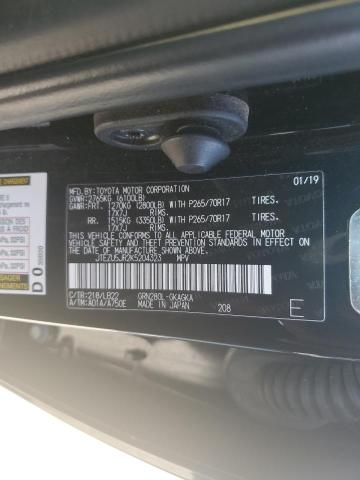 MFD. BY: TOYOTA MOTOR CORPORATION 01/19
GVWR: 2765KG (6100LB)
GAWR: FRT. 1270KG (2800LB) WITH P265/70R17 TIRES.
17X7J RIMS.
RR. 1515KG (3350LB) WITH P265/70R17 TIRES.
17X7J RIMS.
THIS VEHICLE CONFORMS TO ALL APPLICABLE FEDERAL MOTOR
VEHICLE SAFETY AND THEFT PREVENTION STANDARDS IN EFFECT ON
THE DATE OF MANUFACTURE SHOWN ABOVE.
JTEZU5JR2K5204323 MPV
C/TR: 218/LB22 GRN280L-GKAGKA
A/TM: A01A/A750E MADE IN JAPAN 208 E
D0